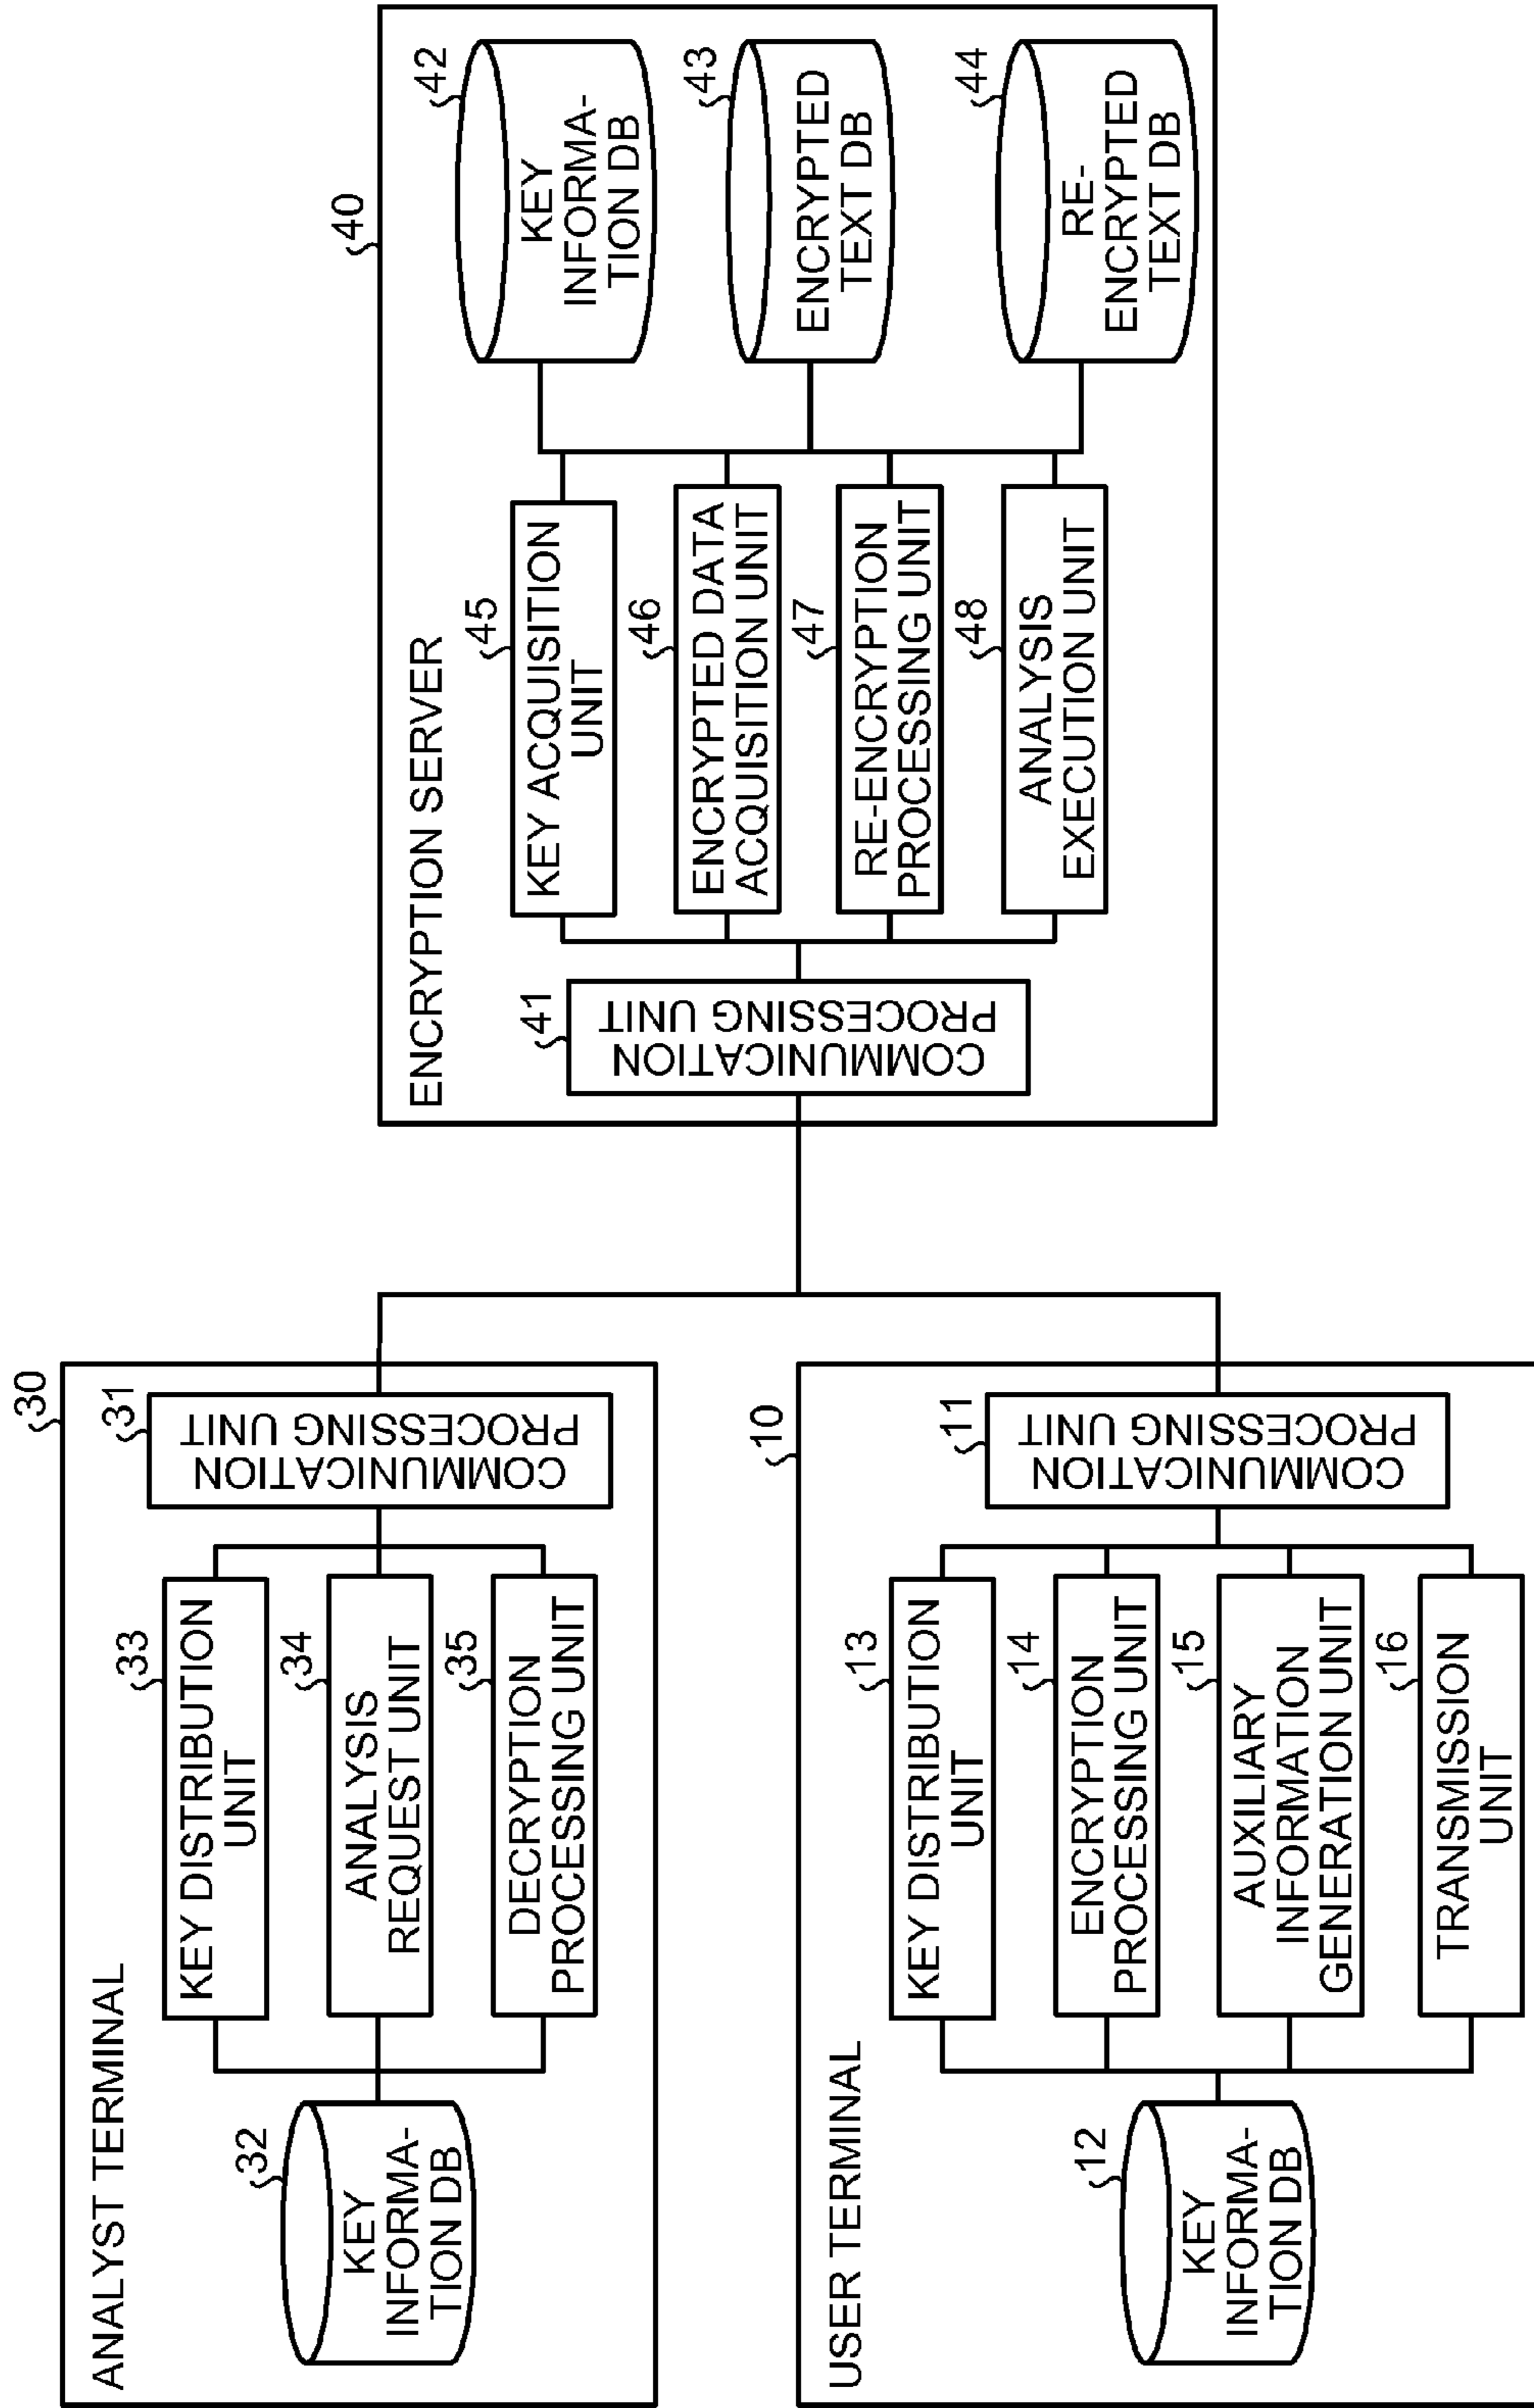 30
ANALYST TERMINAL
32
KEY
INFORMA-
TION DB
33
KEY DISTRIBUTION
UNIT
34
ANALYSIS
REQUEST UNIT
35
DECRYPTION
PROCESSING UNIT
31
COMMUNICATION
PROCESSING UNIT
10
USER TERMINAL
12
KEY
INFORMA-
TION DB
13
KEY DISTRIBUTION
UNIT
14
ENCRYPTION
PROCESSING UNIT
15
AUXILIARY
INFORMATION
GENERATION UNIT
16
TRANSMISSION
UNIT
11
COMMUNICATION
PROCESSING UNIT
40
ENCRYPTION SERVER
41
COMMUNICATION
PROCESSING UNIT
45
KEY ACQUISITION
UNIT
46
ENCRYPTED DATA
ACQUISITION UNIT
47
RE-ENCRYPTION
PROCESSING UNIT
48
ANALYSIS
EXECUTION UNIT
42
KEY
INFORMA-
TION DB
43
ENCRYPTED
TEXT DB
44
RE-
ENCRYPTED
TEXT DB